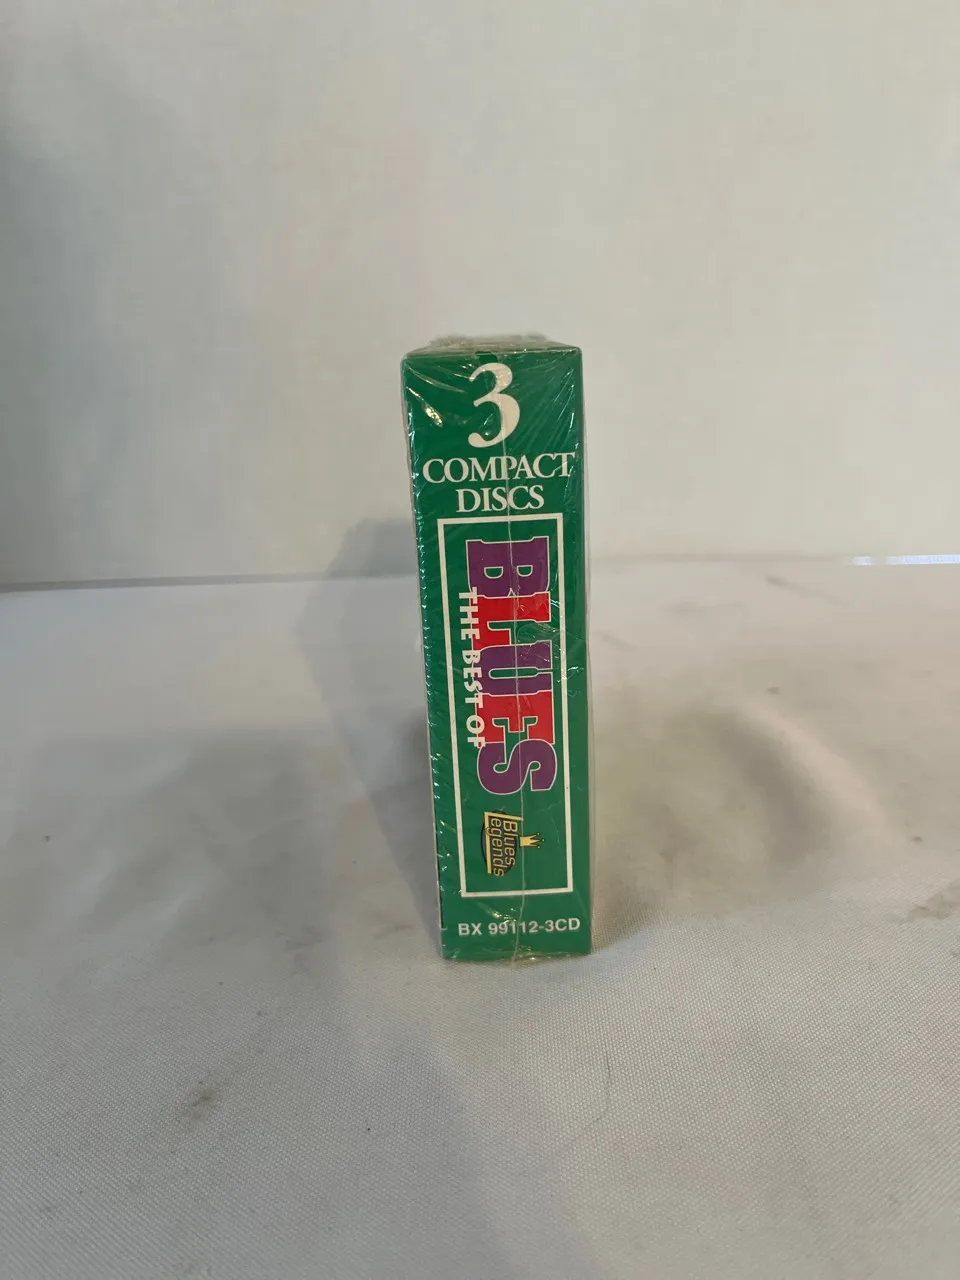 3
COMPACT
DISCS
THE BEST OF
BLUES
Blues
Legends
BX 99112-3CD